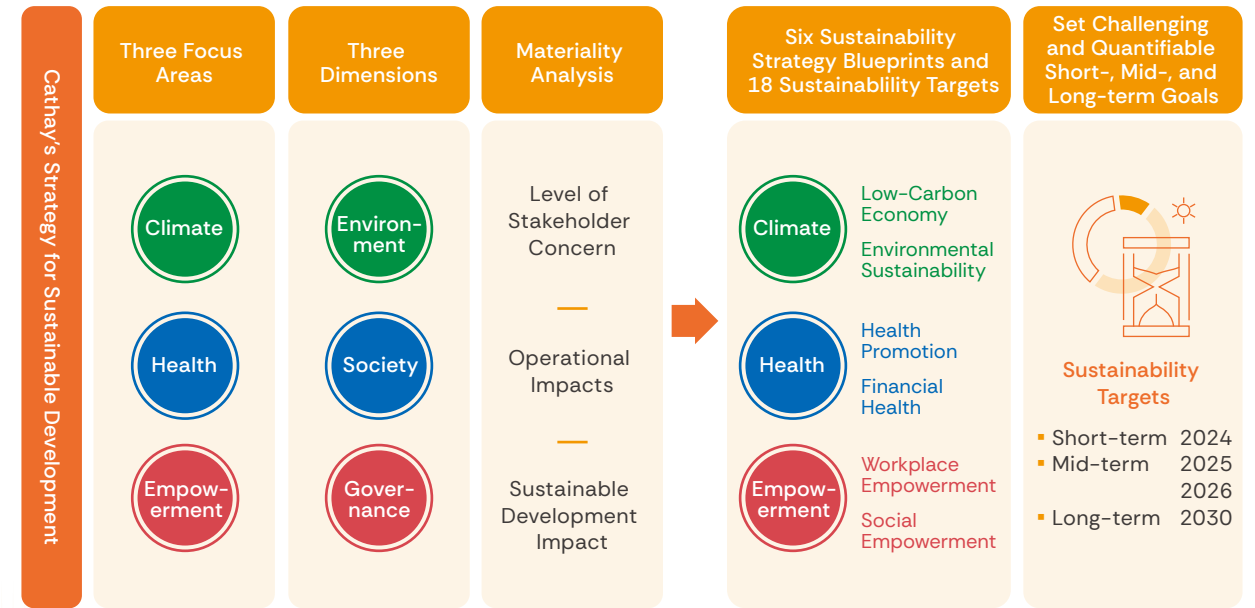 Cathay's Strategy for Sustainable Development
Three Focus
Areas
Climate
Health
Empow-
erment
Three
Dimensions
Environ-
ment
Society
Gover-
nance
Materiality
Analysis
Level of
Stakeholder
Concern
Operational
Impacts
Sustainable
Development
Impact
Six Sustainability
Strategy Blueprints and
18 Sustainablility Targets
Climate
Low-Carbon
Economy
Environmental
Sustainability
Health
Health
Promotion
Financial
Health
Empow-
erment
Workplace
Empowerment
Social
Empowerment
Set Challenging
and Quantifiable
Short-, Mid-, and
Long-term Goals
Sustainability
Targets
▪ Short-term 2024
▪ Mid-term 2025
2026
▪ Long-term 2030